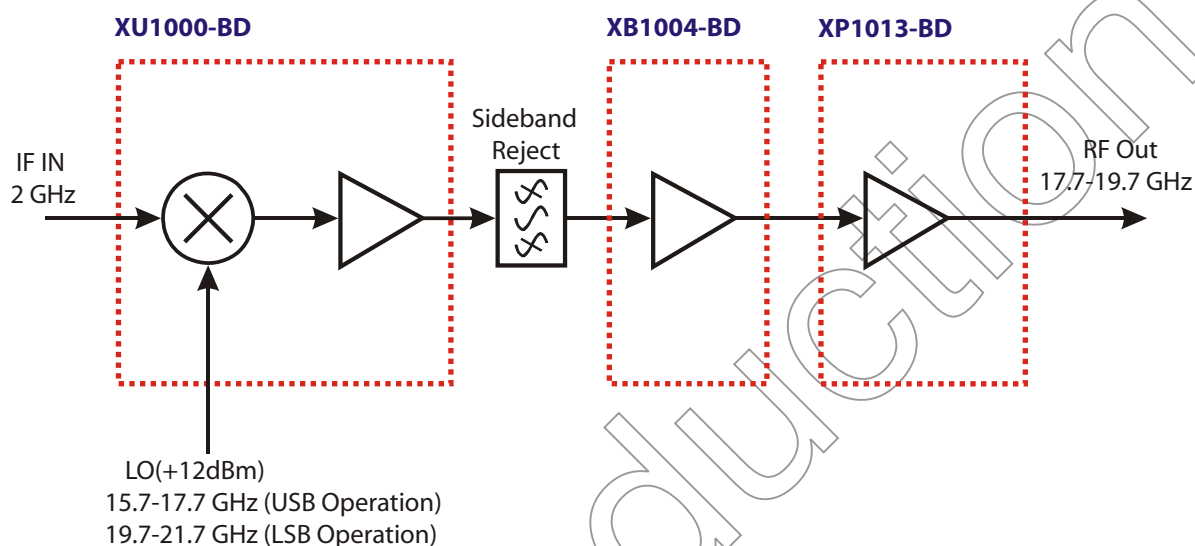 XU1000-BD
XB1004-BD
XP1013-BD
Sideband
Reject
IF IN
2 GHz
RF Out
17.7-19.7 GHz
LO(+12dBm)
15.7-17.7 GHz (USB Operation)
19.7-21.7 GHz (LSB Operation)
duction